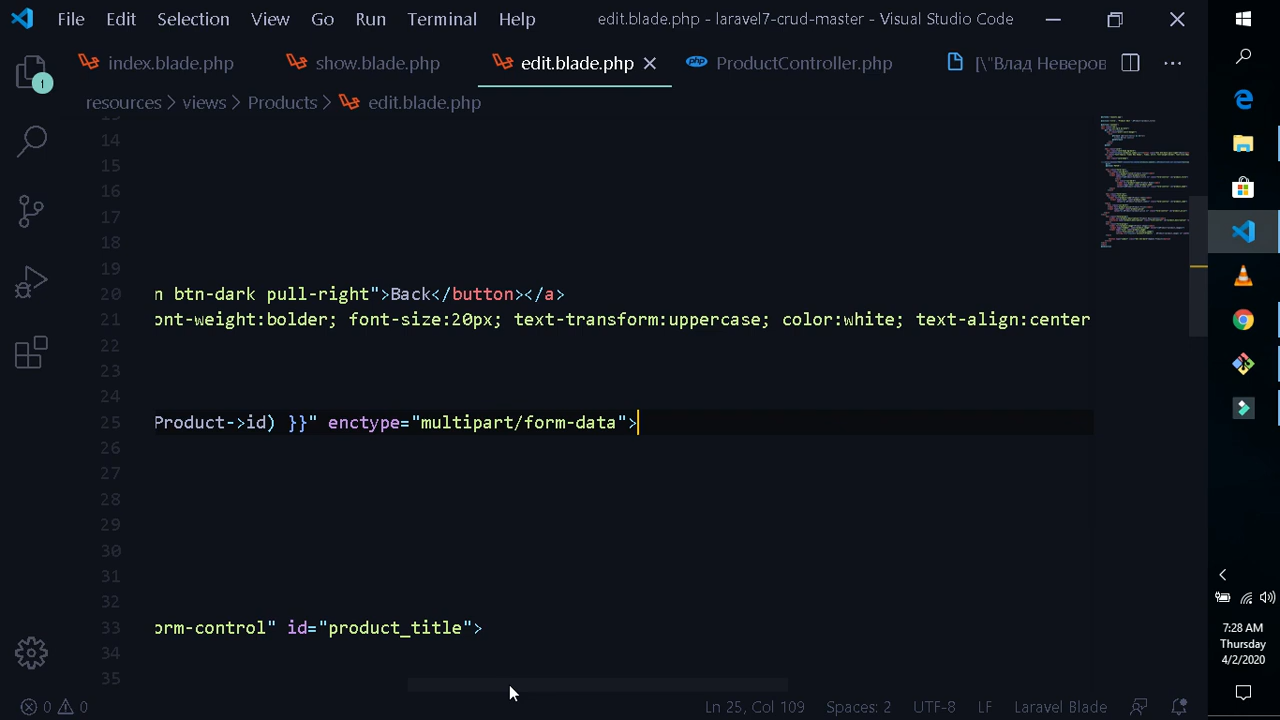 File Edit Selection View Go Run Terminal Help edit.blade.php - laravel7-crud-master - Visual Studio Code
index.blade.php show.blade.php edit.blade.php ProductController.php [\"Влад Неверов
1
resources > views > Products > edit.blade.php
14
15
16
17
18
19
20 n btn-dark pull-right">Back</button></a>
21 ont-weight:bolder; font-size:20px; text-transform:uppercase; color:white; text-align:center
22
23
24
25 Product->id) }}" enctype="multipart/form-data">
26
27
28
29
30
31
32
33 orm-control" id="product_title">
34
35
0 0 Ln 25, Col 109 Spaces: 2 UTF-8 LF Laravel Blade
7:28 AM
Thursday
4/2/2020